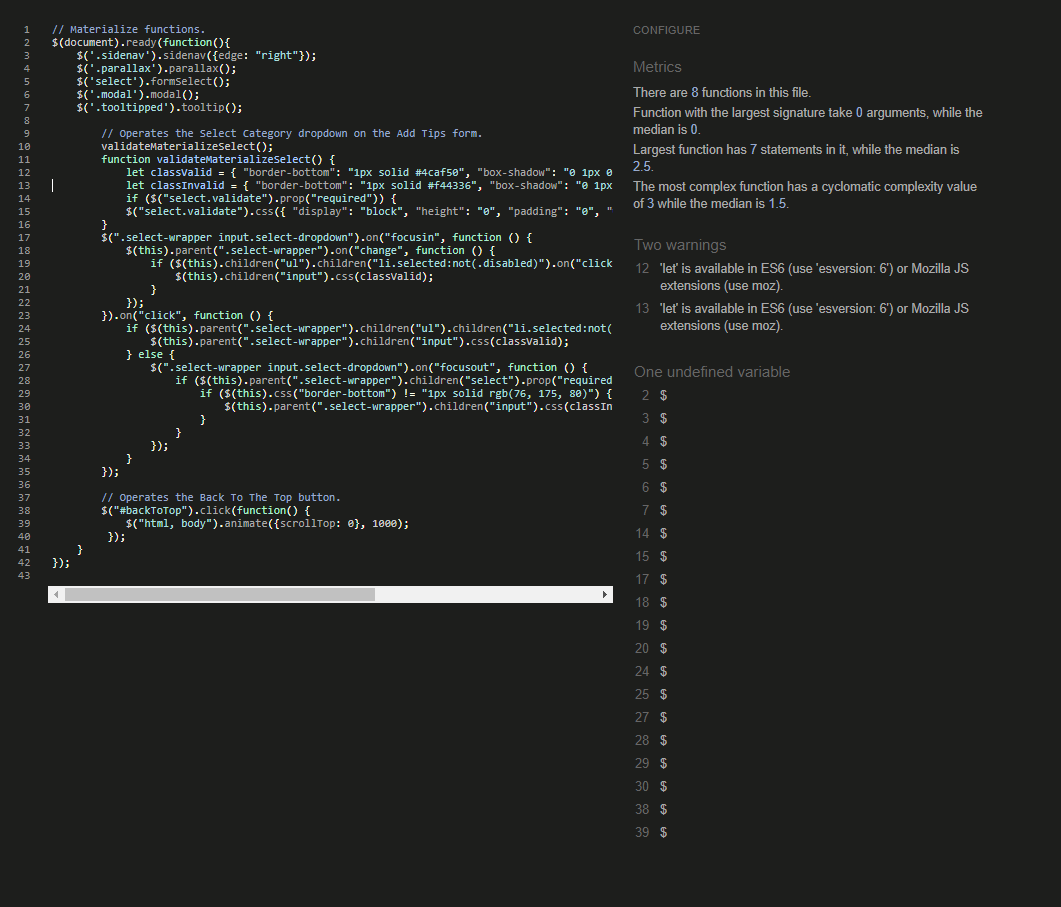 1 // Materialize functions.
2 $(document).ready(function(){
3 $('.sidenav').sidenav({edge: "right"});
4 $('.parallax').parallax();
5 $('select').formSelect();
6 $('.modal').modal();
7 $('.tooltipped').tooltip();
8
9 // Operates the Select Category dropdown on the Add Tips form.
10 validateMaterializeSelect();
11 function validateMaterializeSelect() {
12 let classValid = { "border-bottom": "1px solid #4caf50", "box-shadow": "0 1px 0
13 let classInvalid = { "border-bottom": "1px solid #f44336", "box-shadow": "0 1px
14 if ($("select.validate").prop("required")) {
15 $("select.validate").css({ "display": "block", "height": "0", "padding": "0", "
16 }
17 $(".select-wrapper input.select-dropdown").on("focusin", function () {
18 $(this).parent(".select-wrapper").on("change", function () {
19 if ($(this).children("ul").children("li.selected:not(.disabled)").on("click
20 $(this).children("input").css(classValid);
21 }
22 });
23 }).on("click", function () {
24 if ($(this).parent(".select-wrapper").children("ul").children("li.selected:not(
25 $(this).parent(".select-wrapper").children("input").css(classValid);
26 } else {
27 $(".select-wrapper input.select-dropdown").on("focusout", function () {
28 if ($(this).parent(".select-wrapper").children("select").prop("required
29 if ($(this).css("border-bottom") != "1px solid rgb(76, 175, 80)") {
30 $(this).parent(".select-wrapper").children("input").css(classIn
31 }
32 }
33 });
34 }
35 });
36
37 // Operates the Back To The Top button.
38 $("#backToTop").click(function() {
39 $("html, body").animate({scrollTop: 0}, 1000);
40 });
41 }
42 });
43
CONFIGURE
Metrics
There are 8 functions in this file.
Function with the largest signature take 0 arguments, while the
median is 0.
Largest function has 7 statements in it, while the median is
2.5.
The most complex function has a cyclomatic complexity value
of 3 while the median is 1.5.
Two warnings
12 'let' is available in ES6 (use 'esversion: 6') or Mozilla JS
extensions (use moz).
13 'let' is available in ES6 (use 'esversion: 6') or Mozilla JS
extensions (use moz).
One undefined variable
2 $
3 $
4 $
5 $
6 $
7 $
14 $
15 $
17 $
18 $
19 $
20 $
24 $
25 $
27 $
28 $
29 $
30 $
38 $
39 $